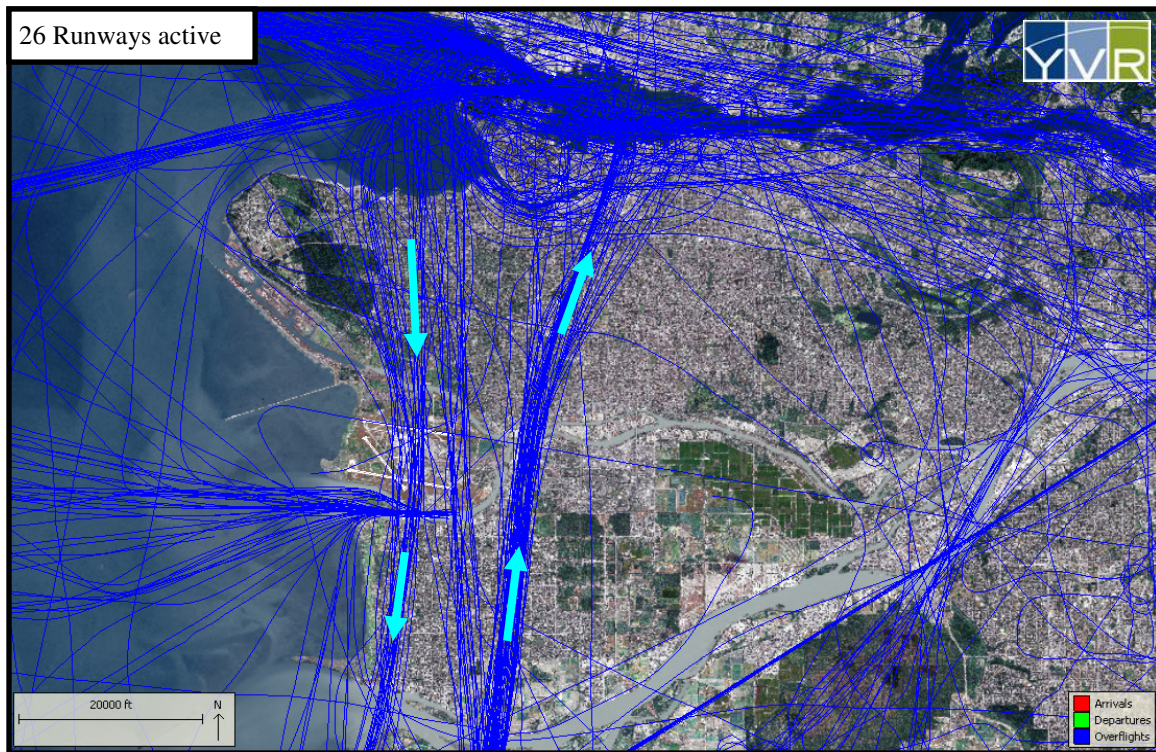 26 Runways active
YVR
20000 ft
N
Arrivals
Departures
Overflights